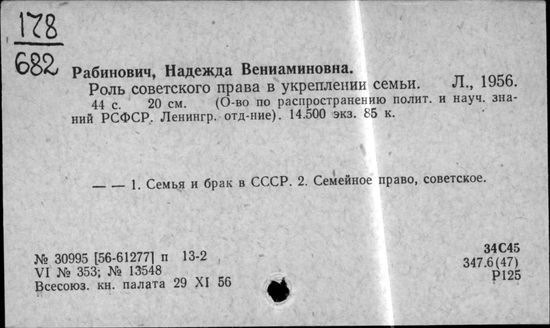 178
682
Рабинович, Надежда Вениаминовна.
Роль советского права в укреплении семьи. Л., 1956.
44 с. 20 см. (О-во по распространению полит. и науч. зна-
ний РСФСР. Ленингр. отд-ние). 14.500 экз. 85 к.
— — 1. Семья и брак в СССР. 2. Семейное право, советское.
№ 30995 [56-61277] п 13-2
VI № 353; № 13548
Всесоюз. кн. палата 29 XI 56
34С45
347.6(47)
Р125